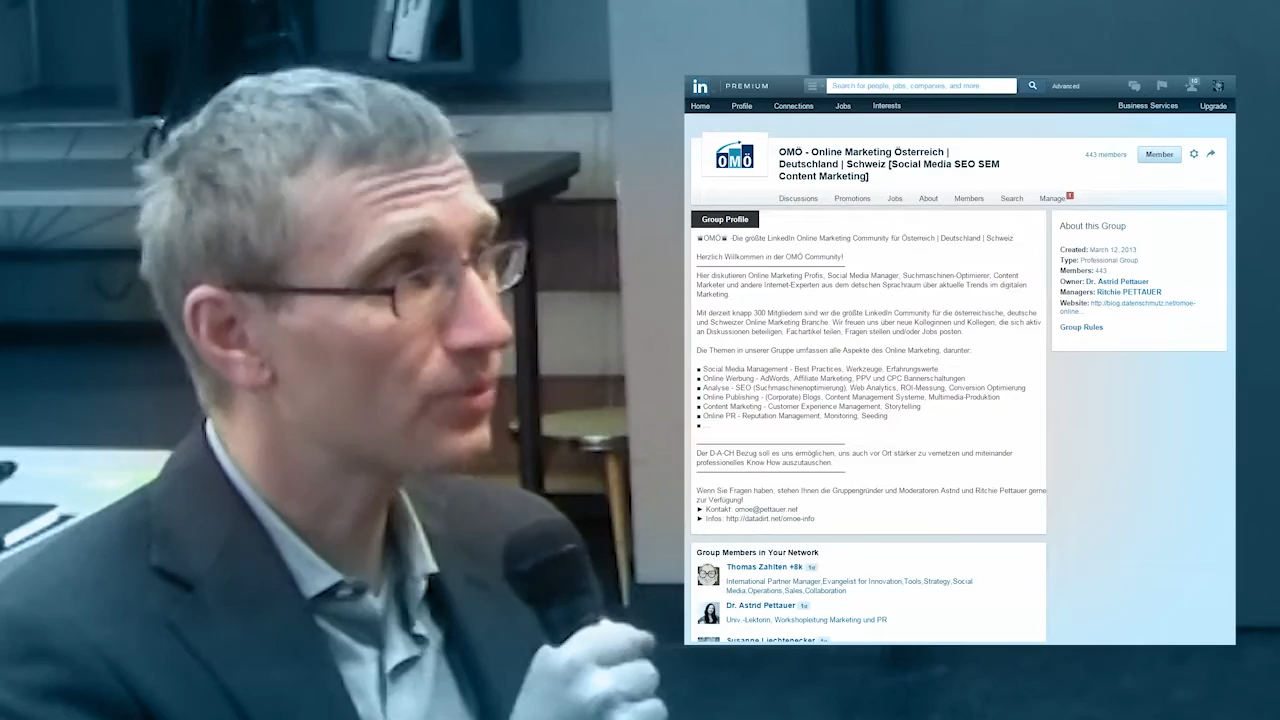 in PREMIUM Search for people, jobs, companies, and more. Advanced 10
Home Profile Connections Jobs Interests Business Services Upgrade
OMÖ
OMÖ - Online Marketing Österreich |
Deutschland | Schweiz [Social Media SEO SEM
Content Marketing]
443 members Member
Discussions Promotions Jobs About Members Search Manage
Group Profile
OMÖ -Die größte LinkedIn Online Marketing Community für Österreich | Deutschland | Schweiz
Herzlich Willkommen in der OMÖ Community!
Hier diskutieren Online Marketing Profis, Social Media Manager, Suchmaschinen-Optimierer, Content
Marketer und andere Internet-Experten aus dem detschen Sprachraum über aktuelle Trends im digitalen
Marketing.
Mit derzeit knapp 300 Mitgliedern sind wir die größte LinkedIn Community für die österreichische, deutsche
und Schweizer Online Marketing Branche. Wir freuen uns über neue Kolleginnen und Kollegen, die sich aktiv
an Diskussionen beteiligen, Fachartikel teilen, Fragen stellen und/oder Jobs posten.
Die Themen in unserer Gruppe umfassen alle Aspekte des Online Marketing, darunter:
■ Social Media Management - Best Practices, Werkzeuge, Erfahrungswerte
■ Online Werbung - AdWords, Affiliate Marketing, PPV und CPC Bannerschaltungen
■ Analyse - SEO (Suchmaschinenoptimierung), Web Analytics, ROI-Messung, Conversion Optimierung
■ Online Publishing - (Corporate) Blogs, Content Management Systeme, Multimedia-Produktion
■ Content Marketing - Customer Experience Management, Storytelling
■ Online PR - Reputation Management, Monitoring, Seeding
■ ...
Der D-A-CH Bezug soll es uns ermöglichen, uns auch vor Ort stärker zu vernetzen und miteinander
professionelles Know How auszutauschen.
Wenn Sie Fragen haben, stehen Ihnen die Gruppengründer und Moderatoren Astrid und Ritchie Pettauer gerne
zur Verfügung!
► Kontakt: omoe@pettauer.net
► Infos: http://datadirt.net/omoe-info
About this Group
Created: March 12, 2013
Type: Professional Group
Members: 443
Owner: Dr. Astrid Pettauer
Managers: Ritchie PETTAUER
Website: http://blog.datenschmutz.net/omoe-
online...
Group Rules
Group Members in Your Network
Thomas Zahlten +8k 1st
International Partner Manager,Evangelist for Innovation,Tools,Strategy,Social
Media,Operations,Sales,Collaboration
Dr. Astrid Pettauer 1st
Univ.-Lektorin, Workshopleitung Marketing und PR
Susanne Liechtenecker 1st